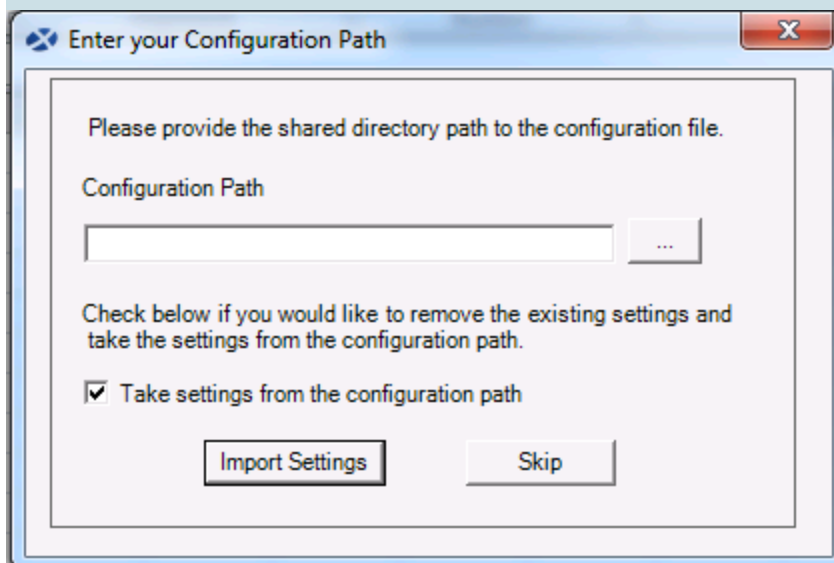 Enter your Configuration Path
Please provide the shared directory path to the configuration file.
Configuration Path
...
Check below if you would like to remove the existing settings and
take the settings from the configuration path.
Take settings from the configuration path
Import Settings
Skip